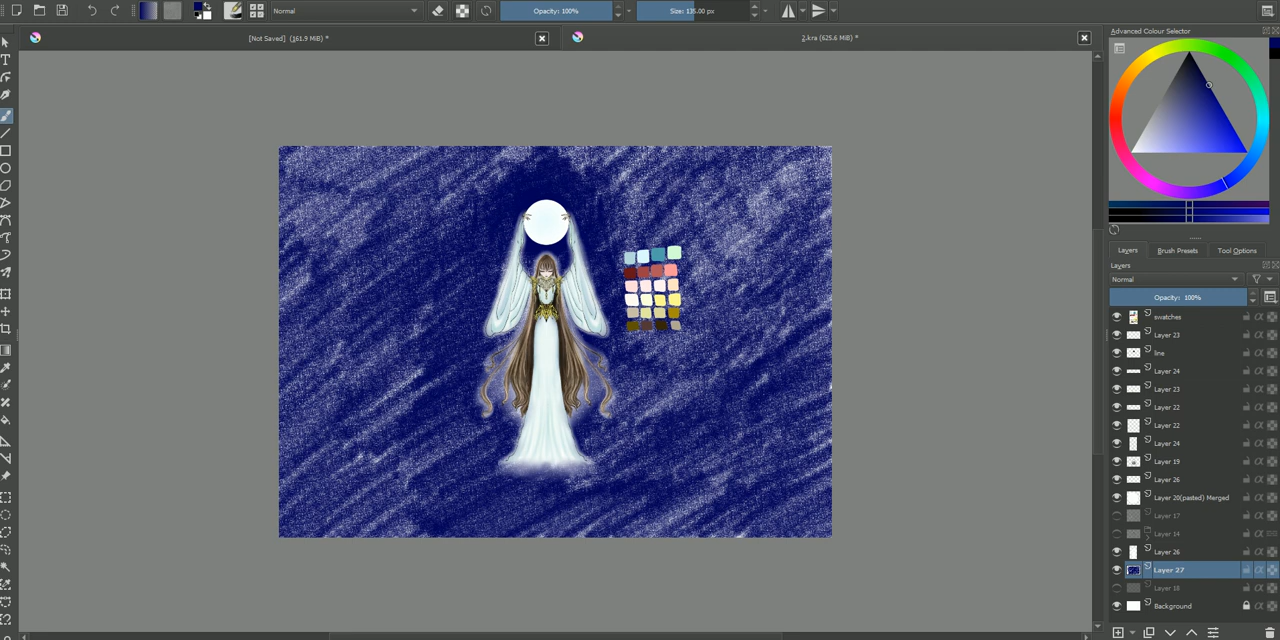 Normal
Opacity: 100%
Size: 135.00 px
[Not Saved] (161.9 MiB) *
2.kra (625.6 MiB) *
Advanced Colour Selector
Layers
Brush Presets
Tool Options
Layers
Normal
Opacity: 100%
swatches
Layer 23
line
Layer 24
Layer 23
Layer 22
Layer 22
Layer 24
Layer 19
Layer 26
Layer 20(pasted) Merged
Layer 17
Layer 14
Layer 26
Layer 27
Layer 18
Background